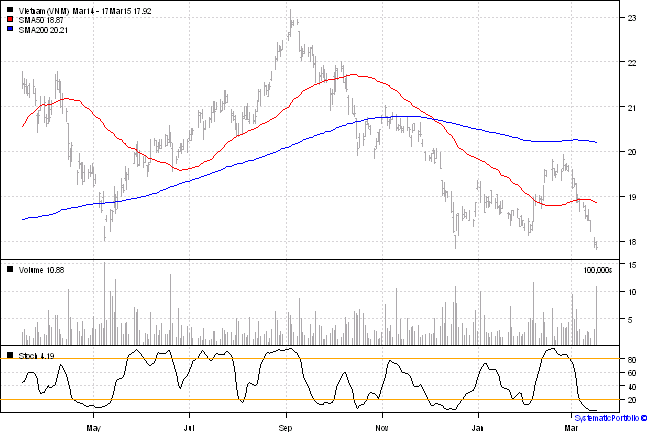 Vietnam (VNM) Mar14 - 17Mar15 17.92
SMA50 18.87
SMA200 20.21
23
22
21
20
19
18
Volume 10.88
100,000s
15
10
5
Stoch 4.19
80
60
40
20
May Jul Sep Nov Jan Mar
SystematicPortfolio ©